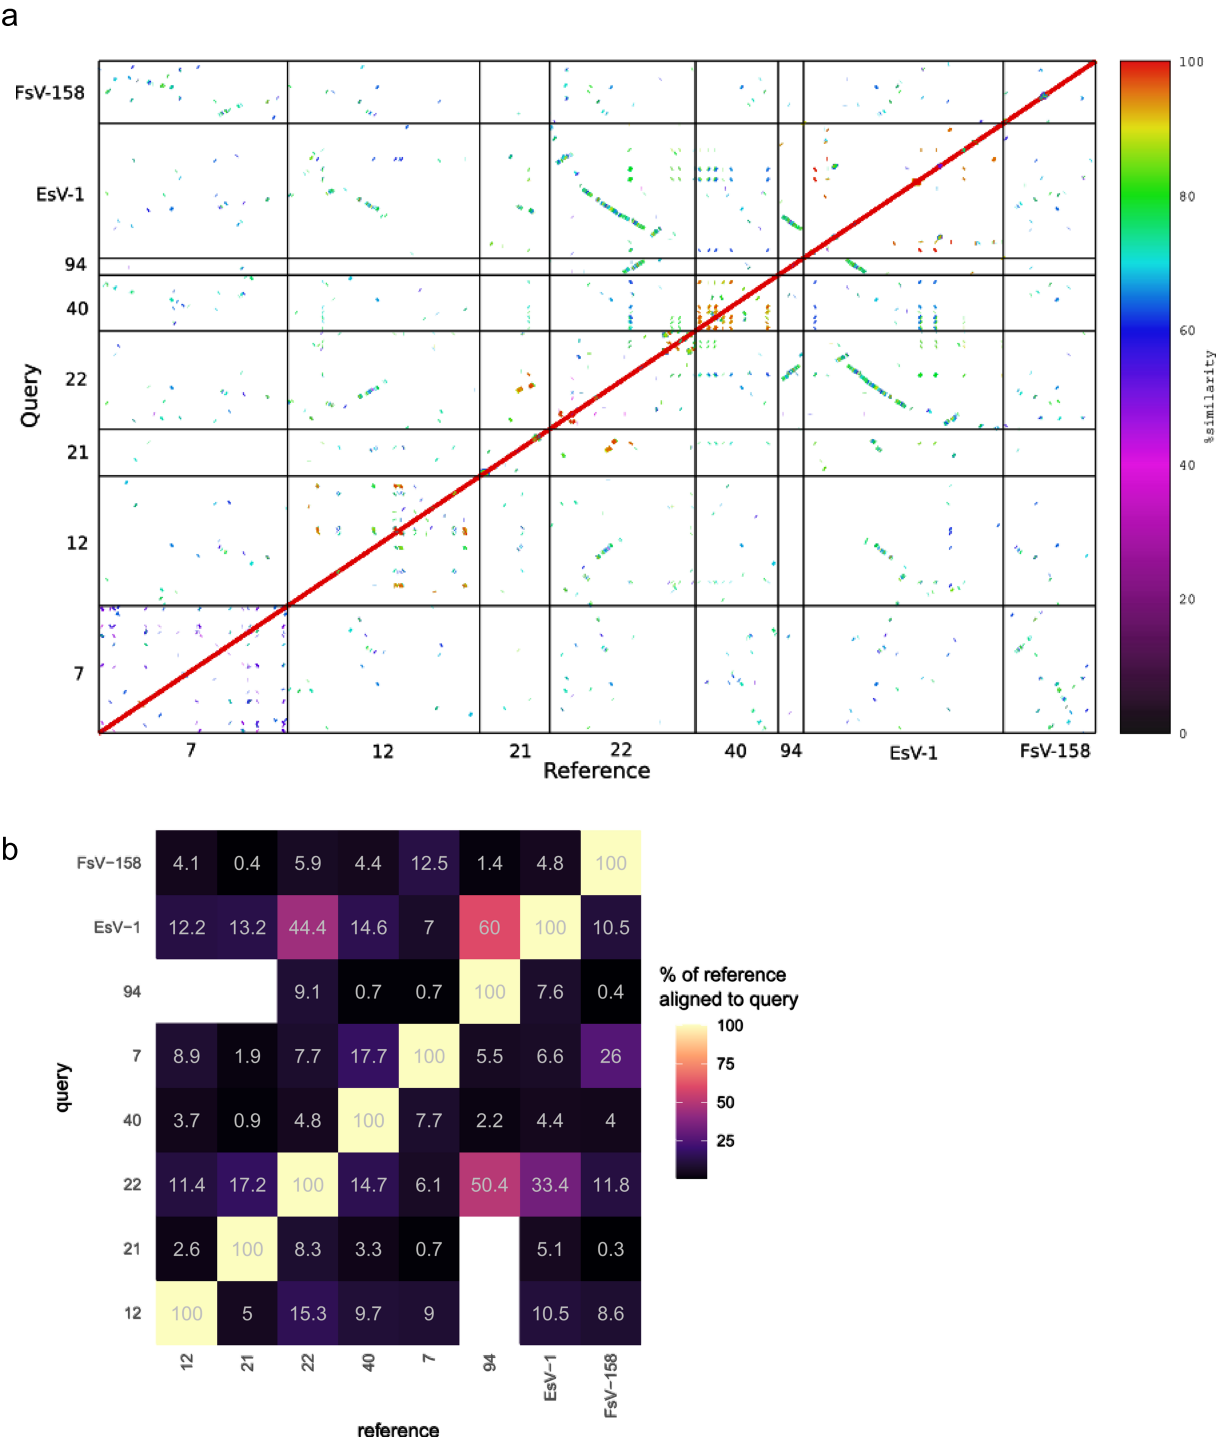 a
FsV-158
EsV-1
94
40
22
21
12
7
Query
7 12 21 22 40 94 EsV-1 FsV-158
Reference
100
80
60
40
20
0
%similarity
b
FsV−158 4.1 0.4 5.9 4.4 12.5 1.4 4.8 100
EsV−1 12.2 13.2 44.4 14.6 7 60 100 10.5
94 9.1 0.7 0.7 100 7.6 0.4
7 8.9 1.9 7.7 17.7 100 5.5 6.6 26
40 3.7 0.9 4.8 100 7.7 2.2 4.4 4
22 11.4 17.2 100 14.7 6.1 50.4 33.4 11.8
21 2.6 100 8.3 3.3 0.7 5.1 0.3
12 100 5 15.3 9.7 9 10.5 8.6
query
12 21 22 40 7 94 EsV−1 FsV−158
reference
% of reference
aligned to query
100
75
50
25